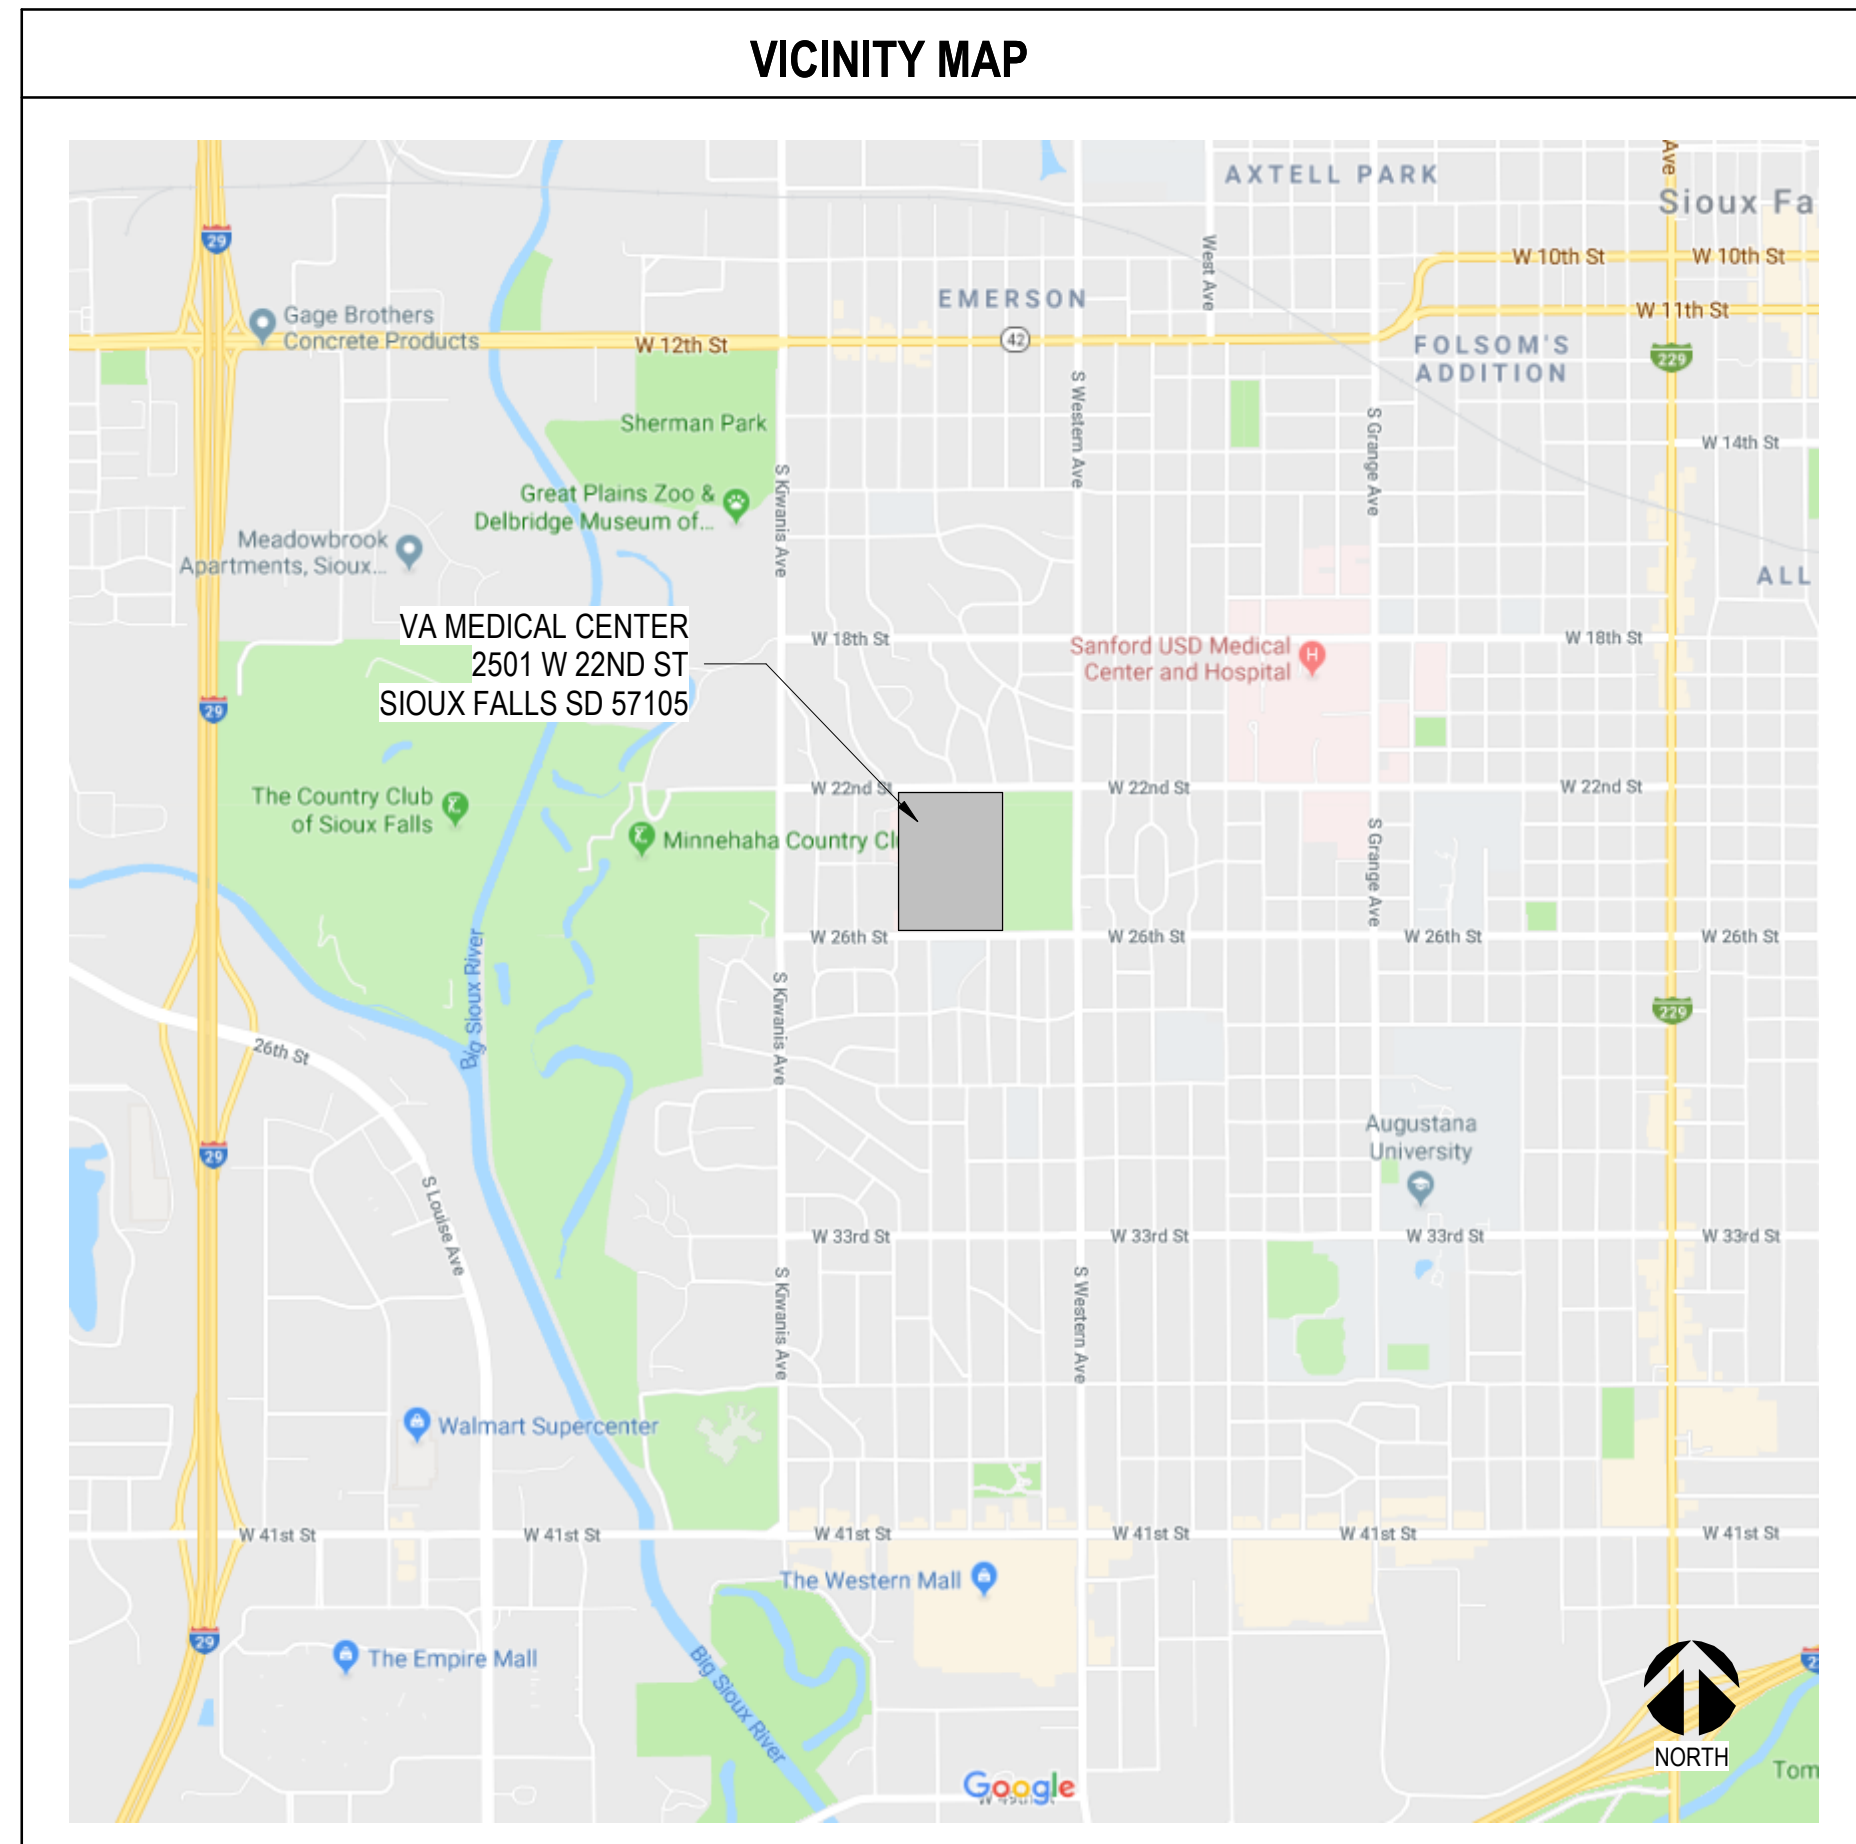 VICINITY MAP
AXTELL PARK
Ave
Sioux Fa
29
West Ave
W 10th St
W 10th St
EMERSON
Gage Brothers
Concrete Products
W 11th St
W 12th St
42
FOLSOM'S
ADDITION
229
S Western Ave
Sherman Park
S Grange Ave
W 14th St
S Kiwanis Ave
Great Plains Zoo &
Delbridge Museum of...
Meadowbrook
Apartments, Sioux...
ALL
VA MEDICAL CENTER
2501 W 22ND ST
SIOUX FALLS SD 57105
W 18th St
Sanford USD Medical
Center and Hospital
H
W 18th St
29
W 22nd St
W 22nd St
W 22nd St
The Country Club
of Sioux Falls
Minnehaha Country Cl
S Grange Ave
W 26th St
W 26th St
W 26th St
W 26th St
Big Sioux River
S Kiwanis Ave
229
26th St
Augustana
University
29
S Louise Ave
W 33rd St
W 33rd St
W 33rd St
W 33rd St
S Kiwanis Ave
S Western Ave
Walmart Supercenter
W 41st St
W 41st St
W 41st St
W 41st St
W 41st St
W 41st St
The Western Mall
29
The Empire Mall
Big Sioux River
NORTH
Tom
Google